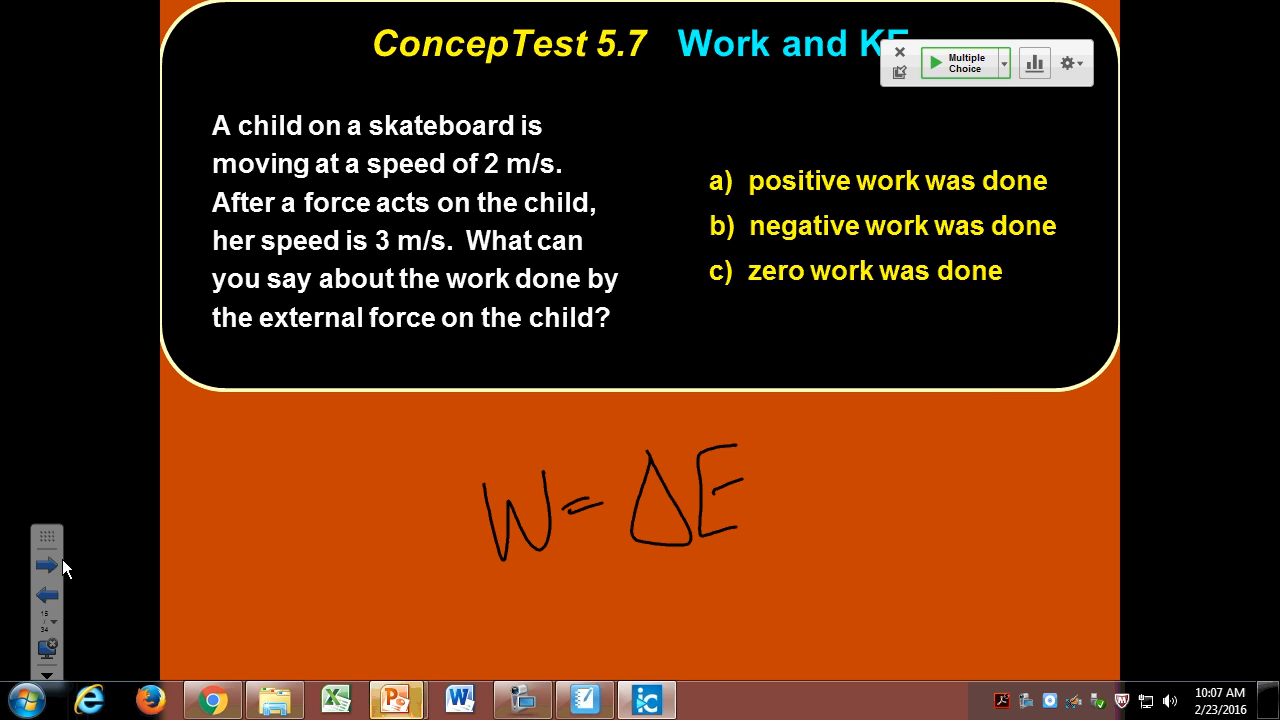 ConcepTest 5.7 Work and KE
Multiple
Choice
A child on a skateboard is
moving at a speed of 2 m/s.
After a force acts on the child,
her speed is 3 m/s. What can
you say about the work done by
the external force on the child?
a) positive work was done
b) negative work was done
c) zero work was done
W = ΔE
15
/
34
10:07 AM
2/23/2016